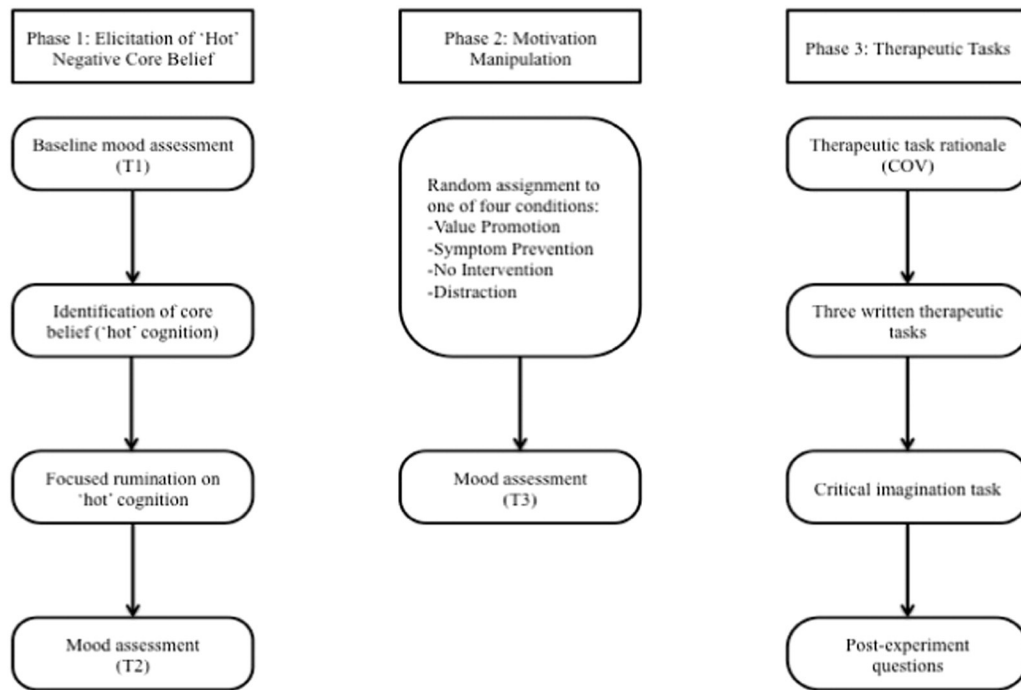 Phase 1: Elicitation of ‘Hot’
Negative Core Belief
Baseline mood assessment
(T1)
Identification of core
belief (‘hot’ cognition)
Focused rumination on
‘hot’ cognition
Mood assessment
(T2)
Phase 2: Motivation
Manipulation
Random assignment to
one of four conditions:
-Value Promotion
-Symptom Prevention
-No Intervention
-Distraction
Mood assessment
(T3)
Phase 3: Therapeutic Tasks
Therapeutic task rationale
(COV)
Three written therapeutic
tasks
Critical imagination task
Post-experiment
questions